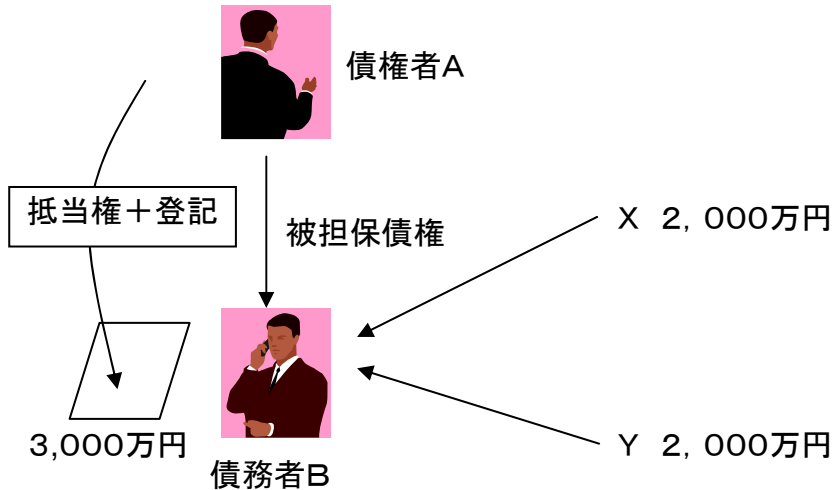 債権者A
抵当権＋登記
被担保債権
X ２，０００万円
3,000万円
債務者B
Y ２，０００万円